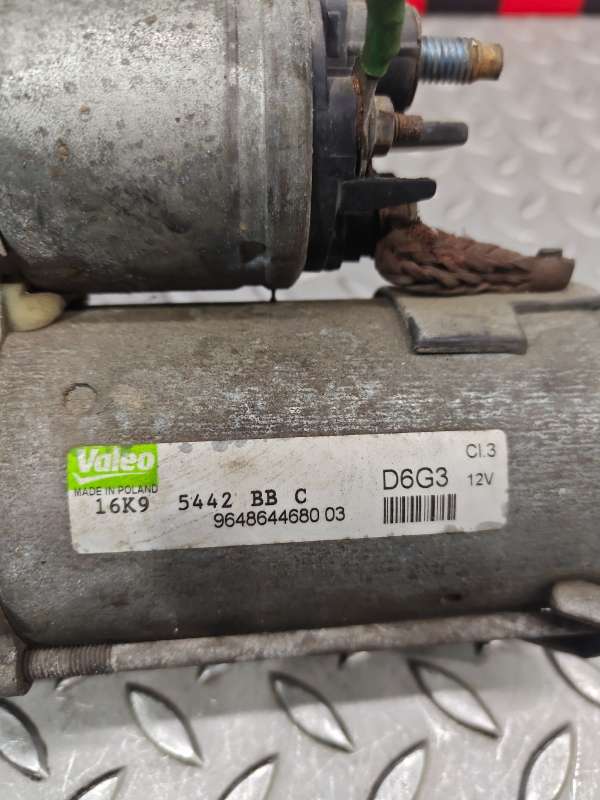 Valeo
MADE IN POLAND
16K9 5442 BB C
9648644680 03
D6G3
Cl.3
12V